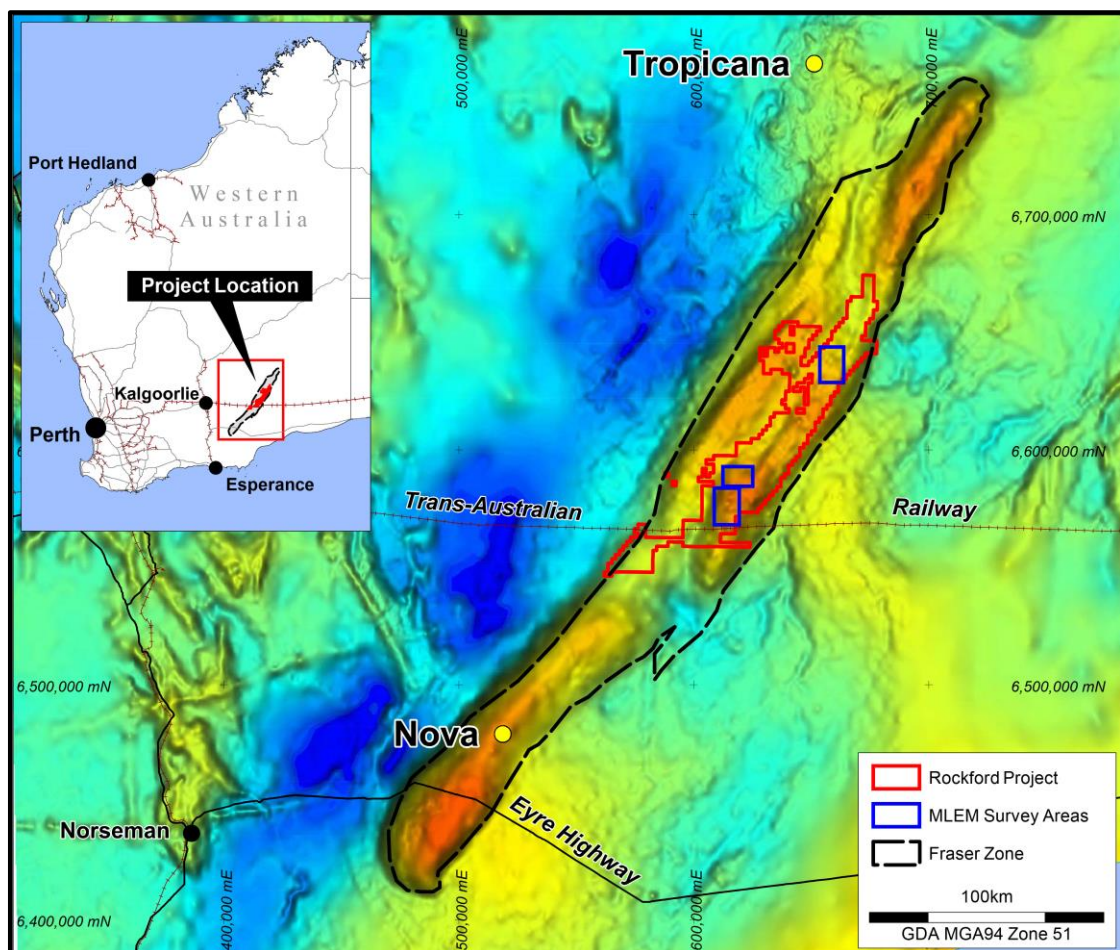 Port Hedland
Western
Australia
Project Location
Kalgoorlie
Perth
Esperance
Tropicana
500,000 mE
600,000 mE
700,000 mE
6,700,000 mN
6,600,000 mN
Trans-Australian
Railway
6,500,000 mN
6,500,000 mN
Nova
Eyre Highway
Norseman
6,400,000 mN
400,000 mE
500,000 mE
600,000 mE
Rockford Project
MLEM Survey Areas
Fraser Zone
100km
GDA MGA94 Zone 51